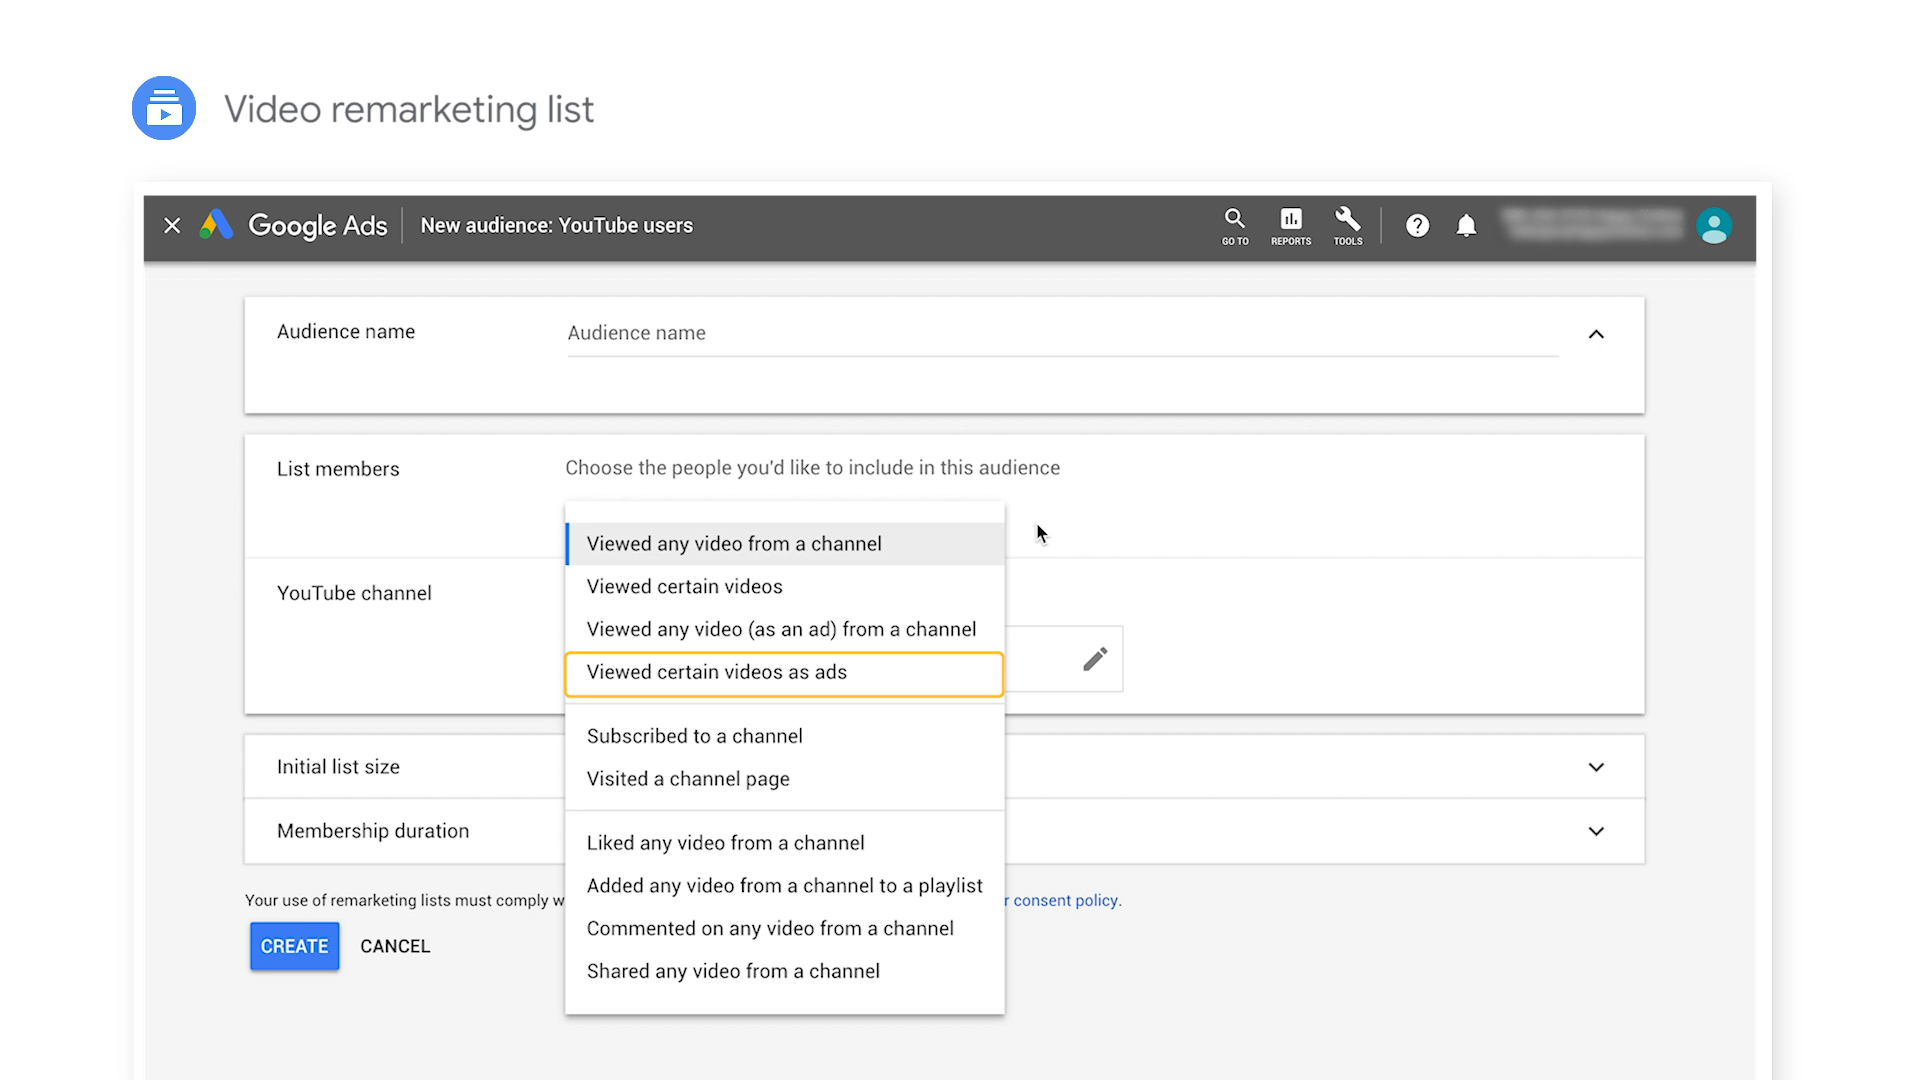 Video remarketing list
Google Ads
New audience: YouTube users
GO TO
REPORTS
TOOLS
Audience name
Audience name
List members
Choose the people you'd like to include in this audience
Viewed any video from a channel
Viewed certain videos
YouTube channel
Viewed any video (as an ad) from a channel
Viewed certain videos as ads
Subscribed to a channel
Initial list size
Visited a channel page
Membership duration
Liked any video from a channel
Added any video from a channel to a playlist
Your use of remarketing lists must comply
consent policy.
Commented on any video from a channel
CREATE
CANCEL
Shared any video from a channel